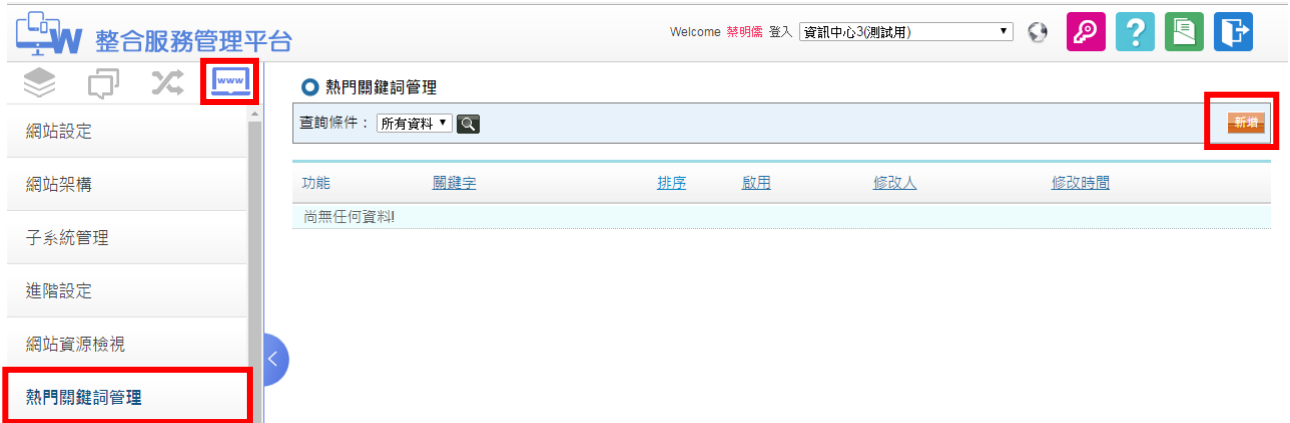 W 整合服務管理平台
Welcome 蔡明儒 登入 資訊中心3(測試用)
?
www
熱門關鍵詞管理
查詢條件： 所有資料
新增
網站設定
網站架構
子系統管理
進階設定
網站資源檢視
熱門關鍵詞管理
功能 關鍵字 排序 啟用 修改人 修改時間
尚無任何資料!